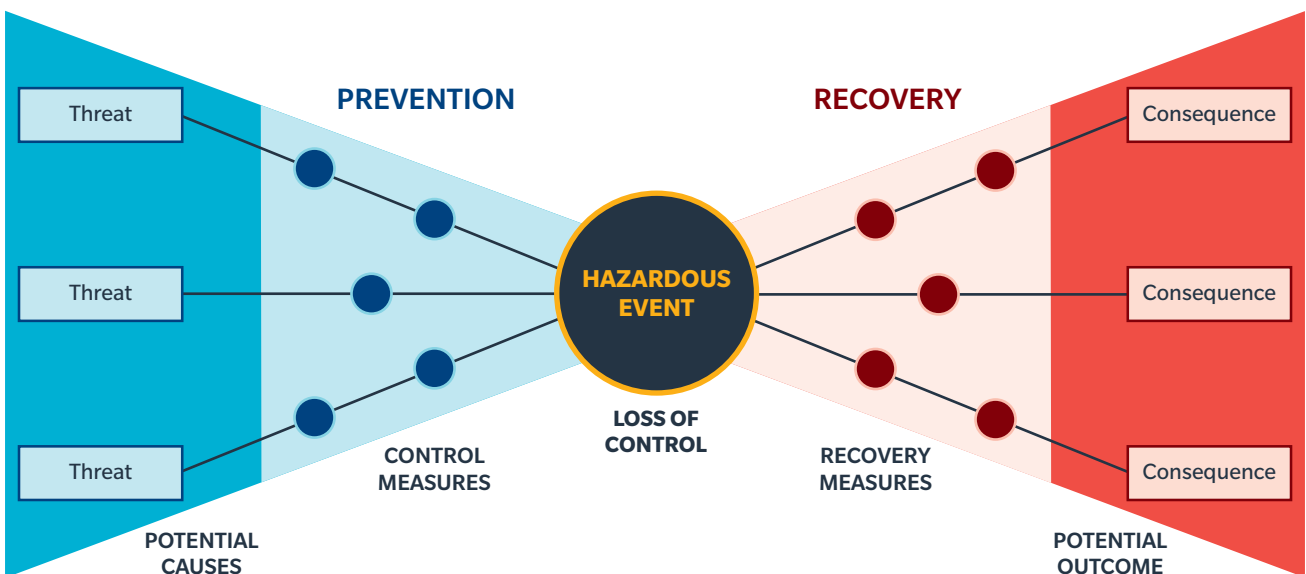 PREVENTION
RECOVERY
Threat
Threat
Threat
HAZARDOUS
EVENT
LOSS OF
CONTROL
CONTROL
MEASURES
RECOVERY
MEASURES
POTENTIAL
CAUSES
POTENTIAL
OUTCOME
Consequence
Consequence
Consequence